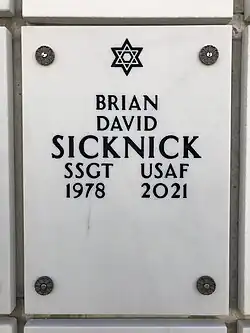 BRIAN
DAVID
SICKNICK
SSGT USAF
1978 2021